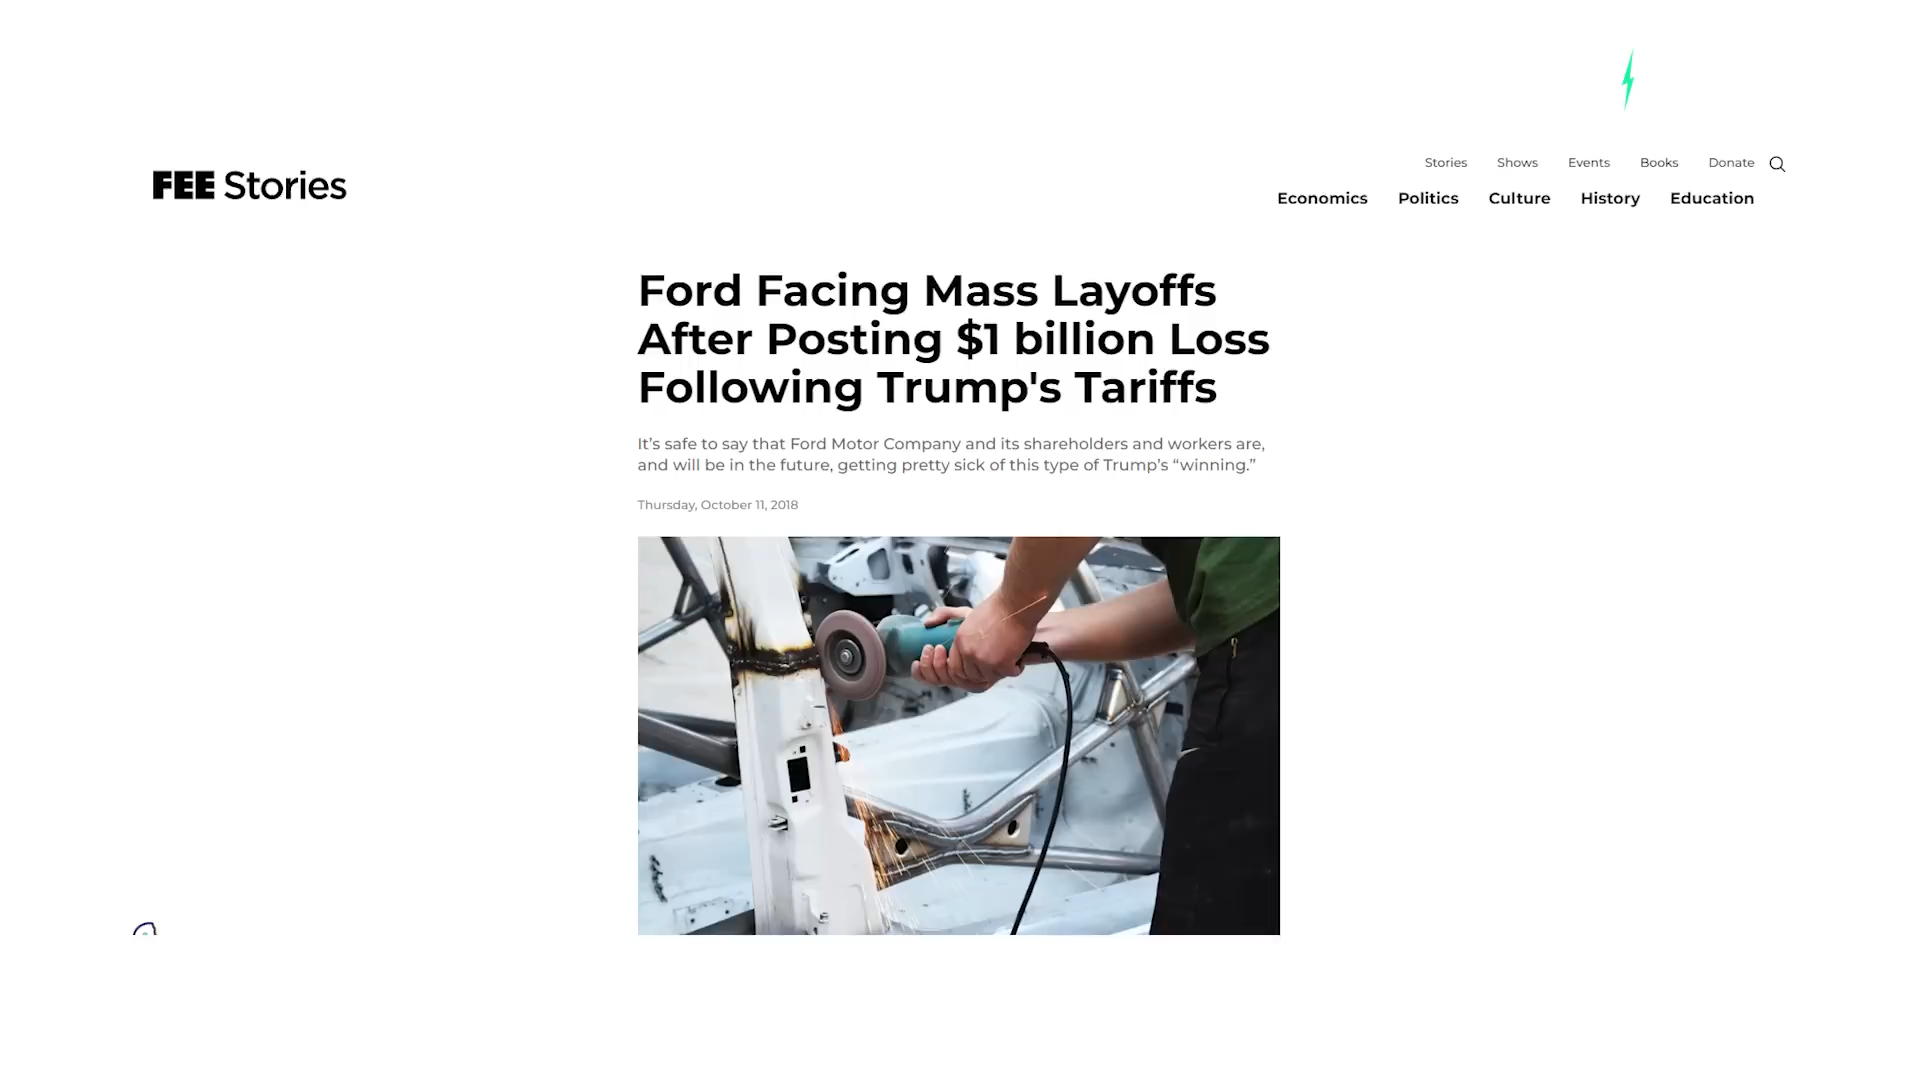 FEE Stories
Stories Shows Events Books Donate
Economics Politics Culture History Education
Ford Facing Mass Layoffs
After Posting $1 billion Loss
Following Trump's Tariffs
It’s safe to say that Ford Motor Company and its shareholders and workers are,
and will be in the future, getting pretty sick of this type of Trump’s “winning.”
Thursday, October 11, 2018